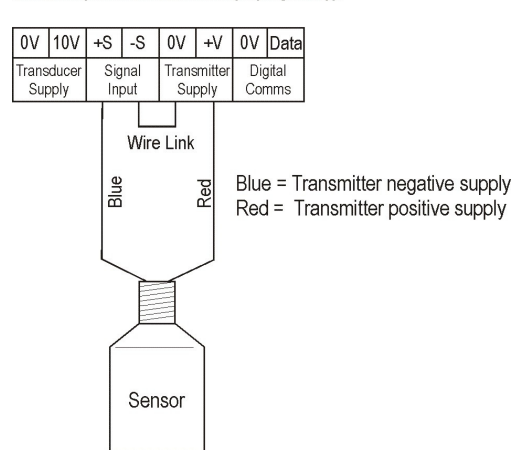 0V 10V +S -S 0V +V 0V Data
Transducer Supply Signal Input Transmitter Supply Digital Comms
Wire Link
Blue
Red
Blue = Transmitter negative supply
Red = Transmitter positive supply
Sensor